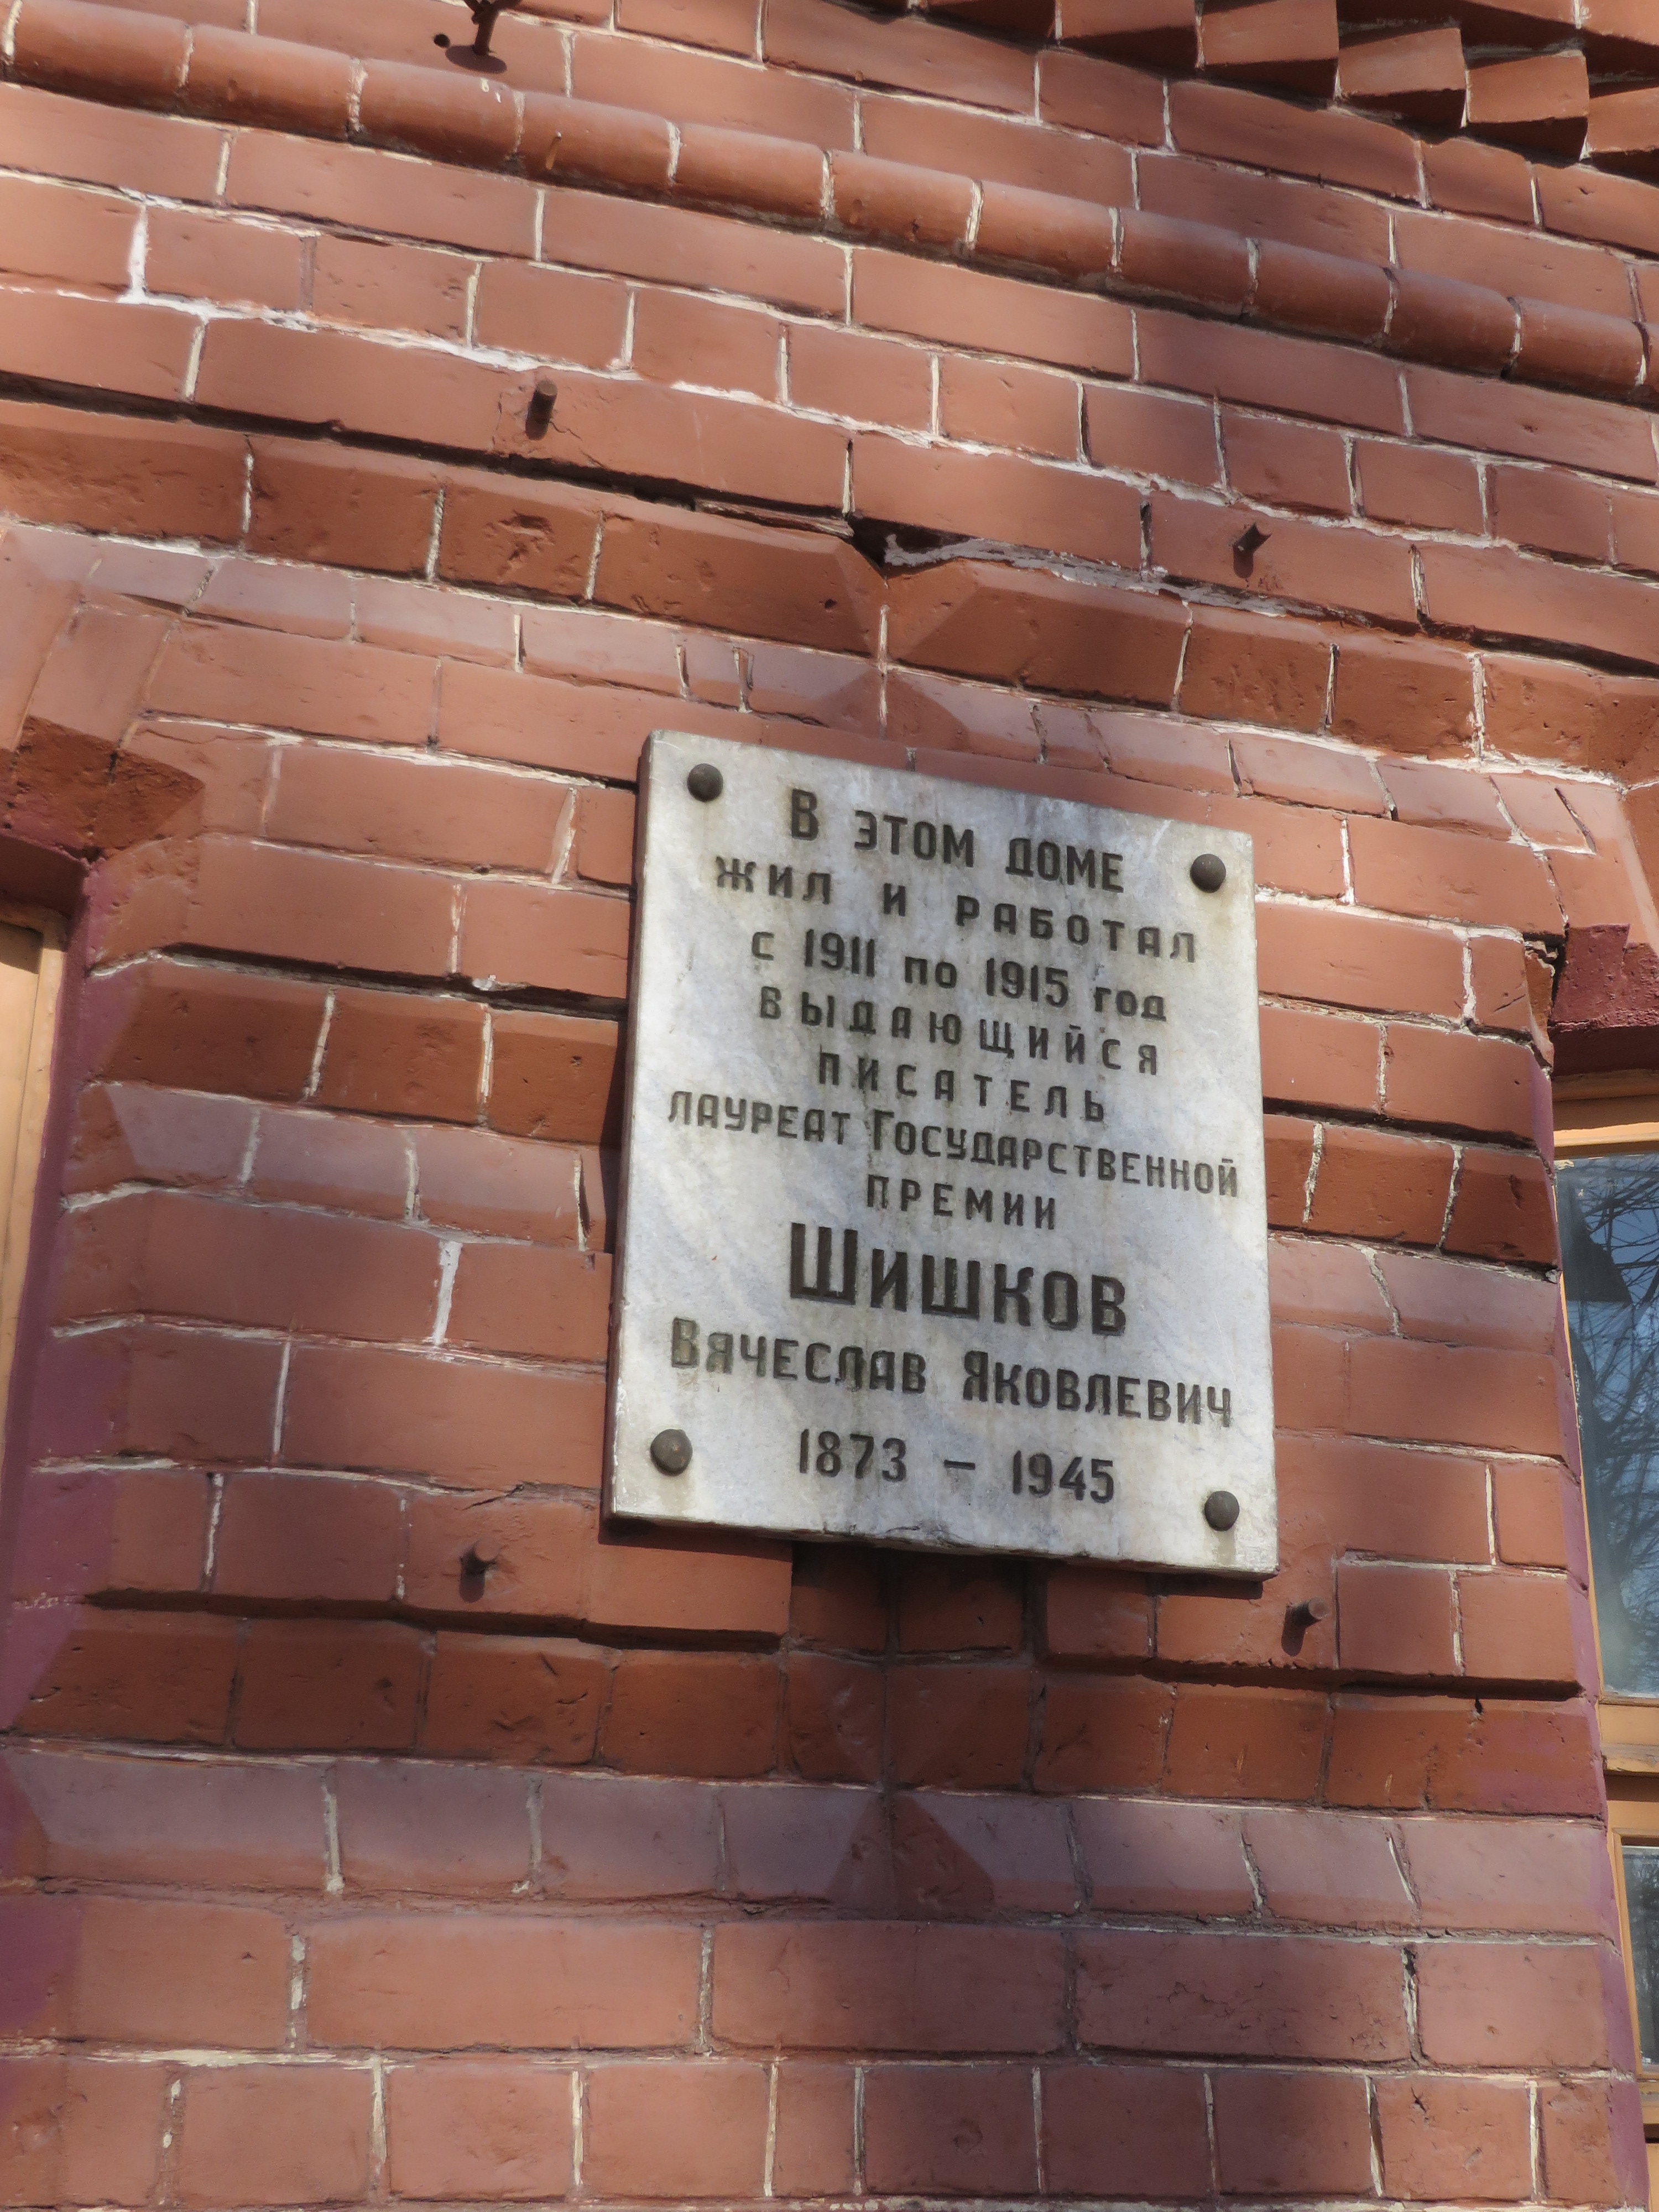 В ЭТОМ ДОМЕ
ЖИЛ И РАБОТАЛ
С 1911 по 1915 год
ВЫДАЮЩИЙСЯ
ПИСАТЕЛЬ
ЛАУРЕАТ ГОСУДАРСТВЕННОЙ
ПРЕМИИ
ШИШКОВ
ВЯЧЕСЛАВ ЯКОВЛЕВИЧ
1873 – 1945